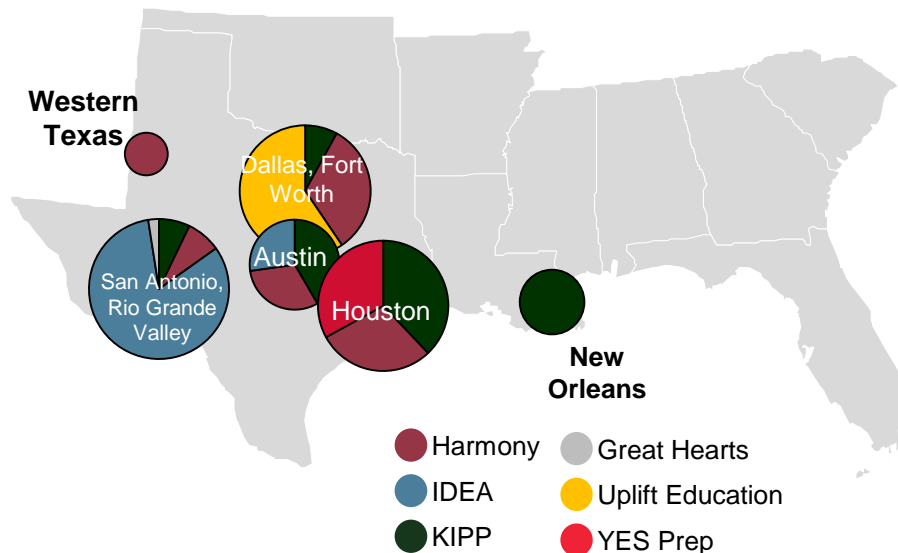 Western
Texas
Dallas, Fort
Worth
Austin
San Antonio,
Rio Grande
Valley
Houston
New
Orleans
Harmony
IDEA
KIPP
Great Hearts
Uplift Education
YES Prep